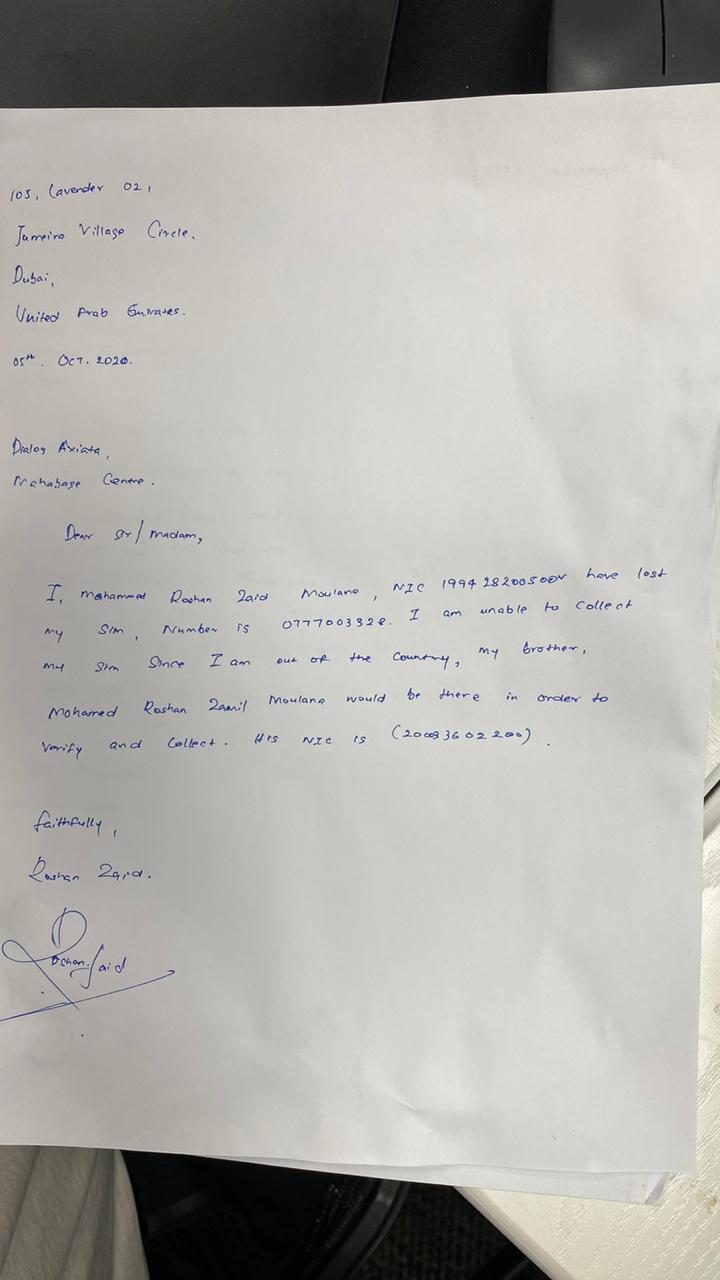 105, Lavender 02,
Jumeira Village Circle,
Dubai,
United Arab Emirates.
05th. Oct. 2020.
Dialog Axiata,
Mahabage Centre.
Dear Sir/Madam,
I, Mohammed Roshan Zaid Moulana, NIC have lost
my Sim, Number is 0777003328. I am unable to collect
my sim Since I am out of the country, my brother,
Mohamed Roshan Zamil Moulana would be there in order to
Verify and Collect. His NIC is
faithfully,
Roshan Zaid.
Roshan Zaid